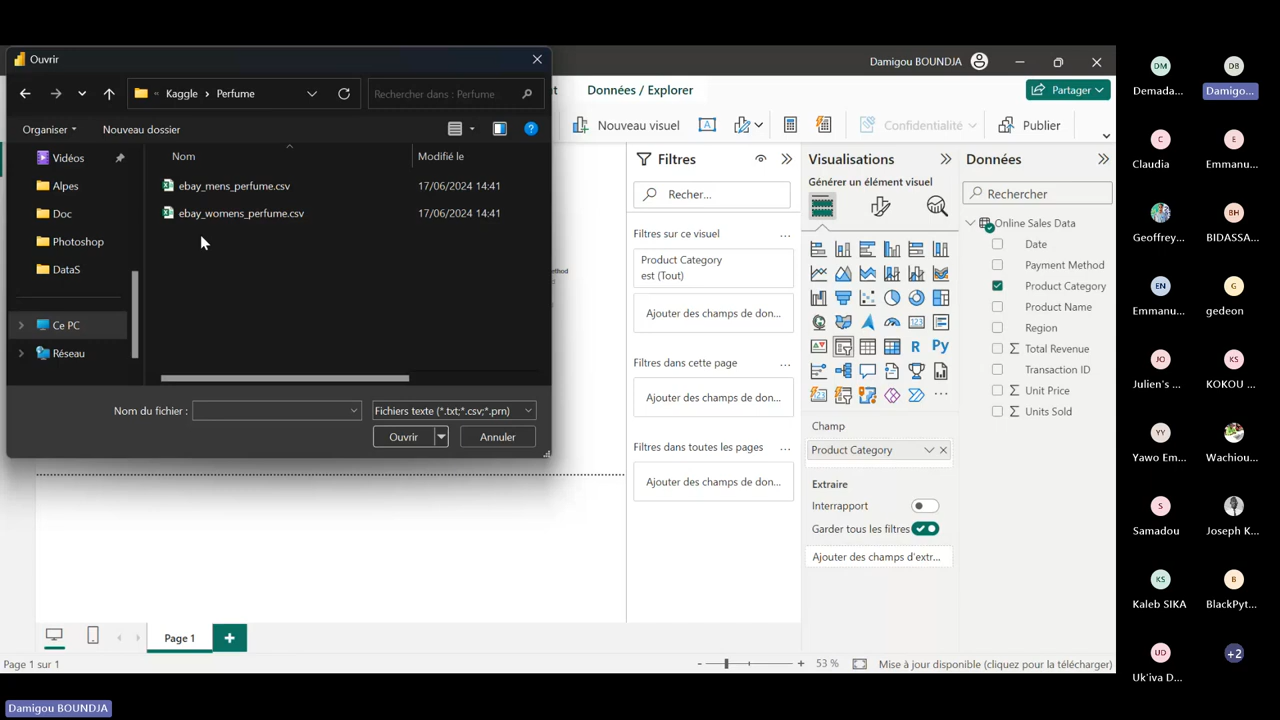 Ouvrir
Kaggle
Perfume
Rechercher dans : Perfume
Organiser
Nouveau dossier
Vidéos
Alpes
Doc
Photoshop
DataS
Ce PC
Réseau
Nom
Modifié le
ebay_mens_perfume.csv
17/06/2024 14:41
ebay_womens_perfume.csv
17/06/2024 14:41
Nom du fichier :
Fichiers texte (*.txt;*.csv;*.prn)
Ouvrir
Annuler
Damigou BOUNDJA
Données / Explorer
Partager
Nouveau visuel
Confidentialité
Publier
Filtres
Recher...
Filtres sur ce visuel
...
Product Category
est (Tout)
Ajouter des champs de don...
Filtres dans cette page
...
Ajouter des champs de don...
Filtres dans toutes les pages
...
Ajouter des champs de don...
Visualisations
Générer un élément visuel
R
Py
...
Champ
Product Category
Extraire
Interrapport
Garder tous les filtres
Ajouter des champs d'extr...
Données
Rechercher
Online Sales Data
Date
Payment Method
Product Category
Product Name
Region
Total Revenue
Transaction ID
Unit Price
Units Sold
Page 1
Page 1 sur 1
53 %
Mise à jour disponible (cliquez pour la télécharger)
DM
Demada...
DB
Damigo...
C
Claudia
E
Emmanu...
Geoffrey...
BH
BIDASSA...
EN
Emmanu...
G
gedeon
JO
Julien's ...
KS
KOKOU ...
YY
Yawo Em...
Wachiou...
S
Samadou
Joseph K...
KS
Kaleb SIKA
B
BlackPyt...
UD
Uk'iva D...
+2
Damigou BOUNDJA